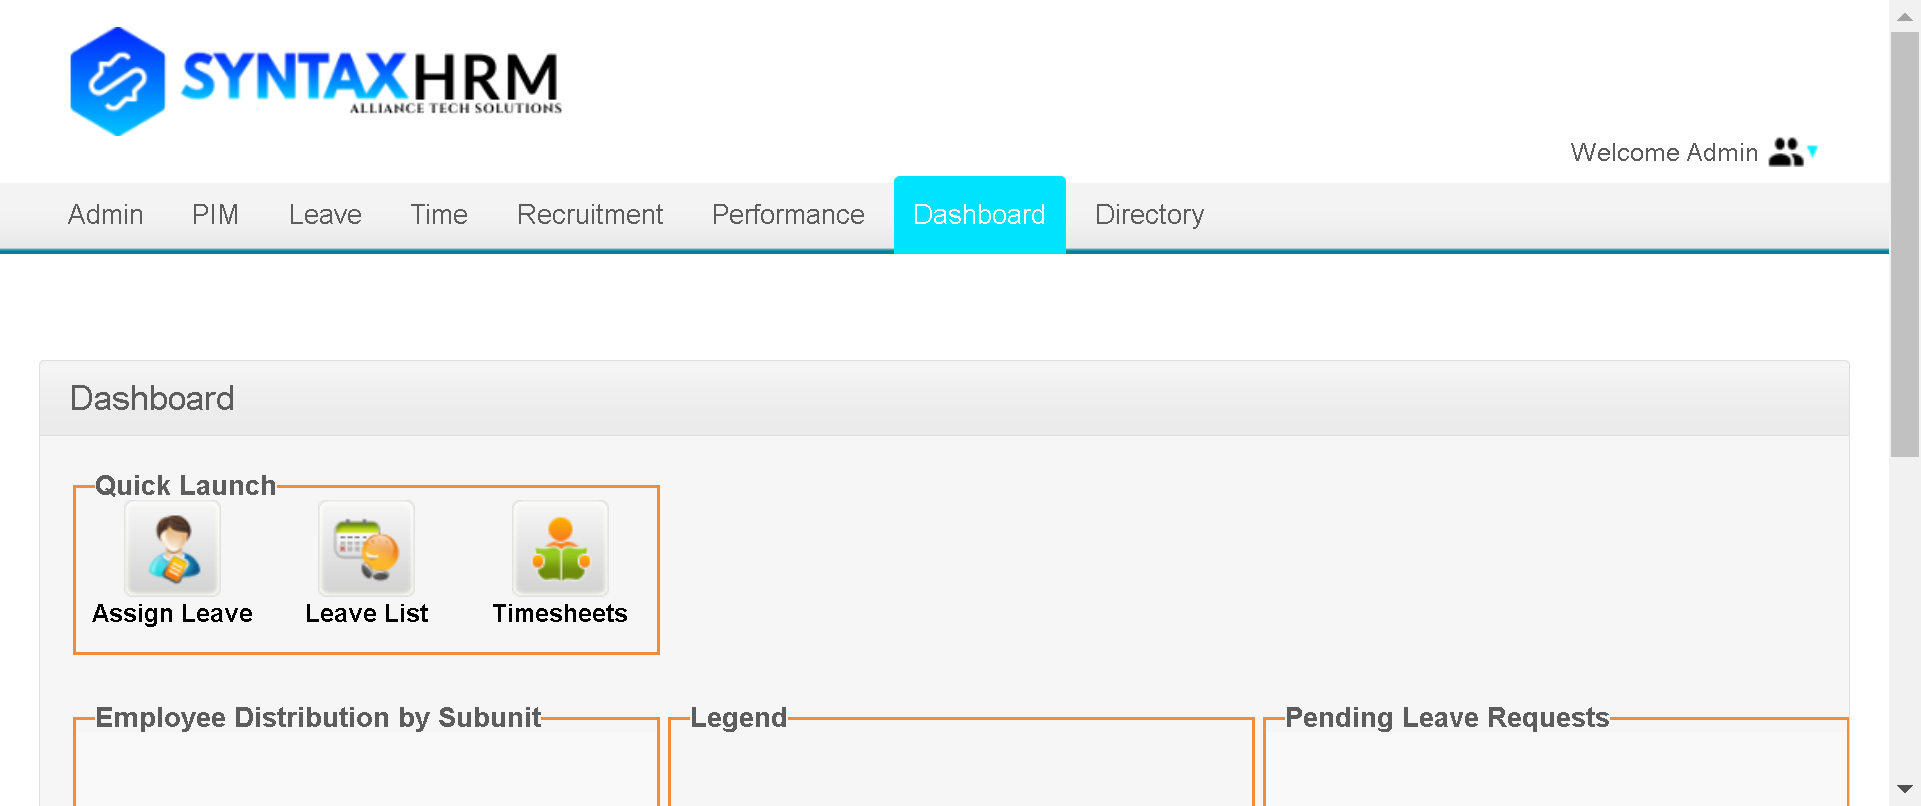 SYNTAXHRM
ALLIANCE TECH SOLUTIONS
Welcome Admin
Admin PIM Leave Time Recruitment Performance Dashboard Directory
Dashboard
Quick Launch
Assign Leave Leave List Timesheets
Employee Distribution by Subunit Legend Pending Leave Requests